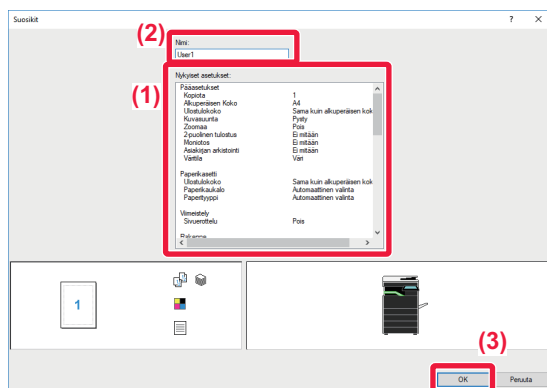 Suosikit ? ×
(2)
Nimi:
User1
(1)
Nykyiset asetukset:
Pääasetukset
Kopiota 1
Alkuperäisen Koko A4
Ulostulokoko Sama kuin alkuperäisen kok
Kuvasuunta Pysty
Zoomaa Pois
2-puolinen tulostus Ei mitään
Moniotos Ei mitään
Asiakirjan arkistointi Ei mitään
Väritila Väri
Paperikasetti
Ulostulokoko Sama kuin alkuperäisen kok
Paperikaukalo Automaattinen valinta
Paperityyppi Automaattinen valinta
Viimeistely
Sivuerottelu Pois
1
(3)
OK Peruuta